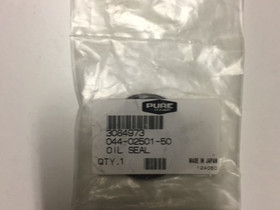 PURE
3084973
044-02501-50
OIL SEAL
QTY.1
MADE IN JAPAN